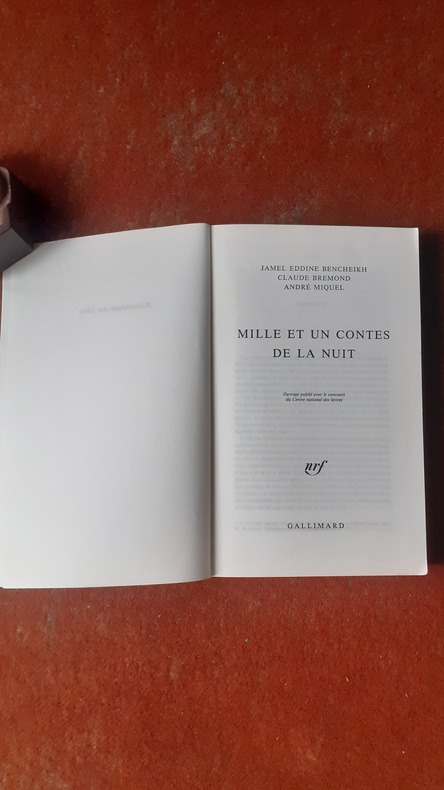 JAMEL EDDINE BENCHEIKH
CLAUDE BREMOND
ANDRÉ MIQUEL
MILLE ET UN CONTES
DE LA NUIT
Ouvrage publié avec le concours
du Centre national des lettres
nrf
GALLIMARD